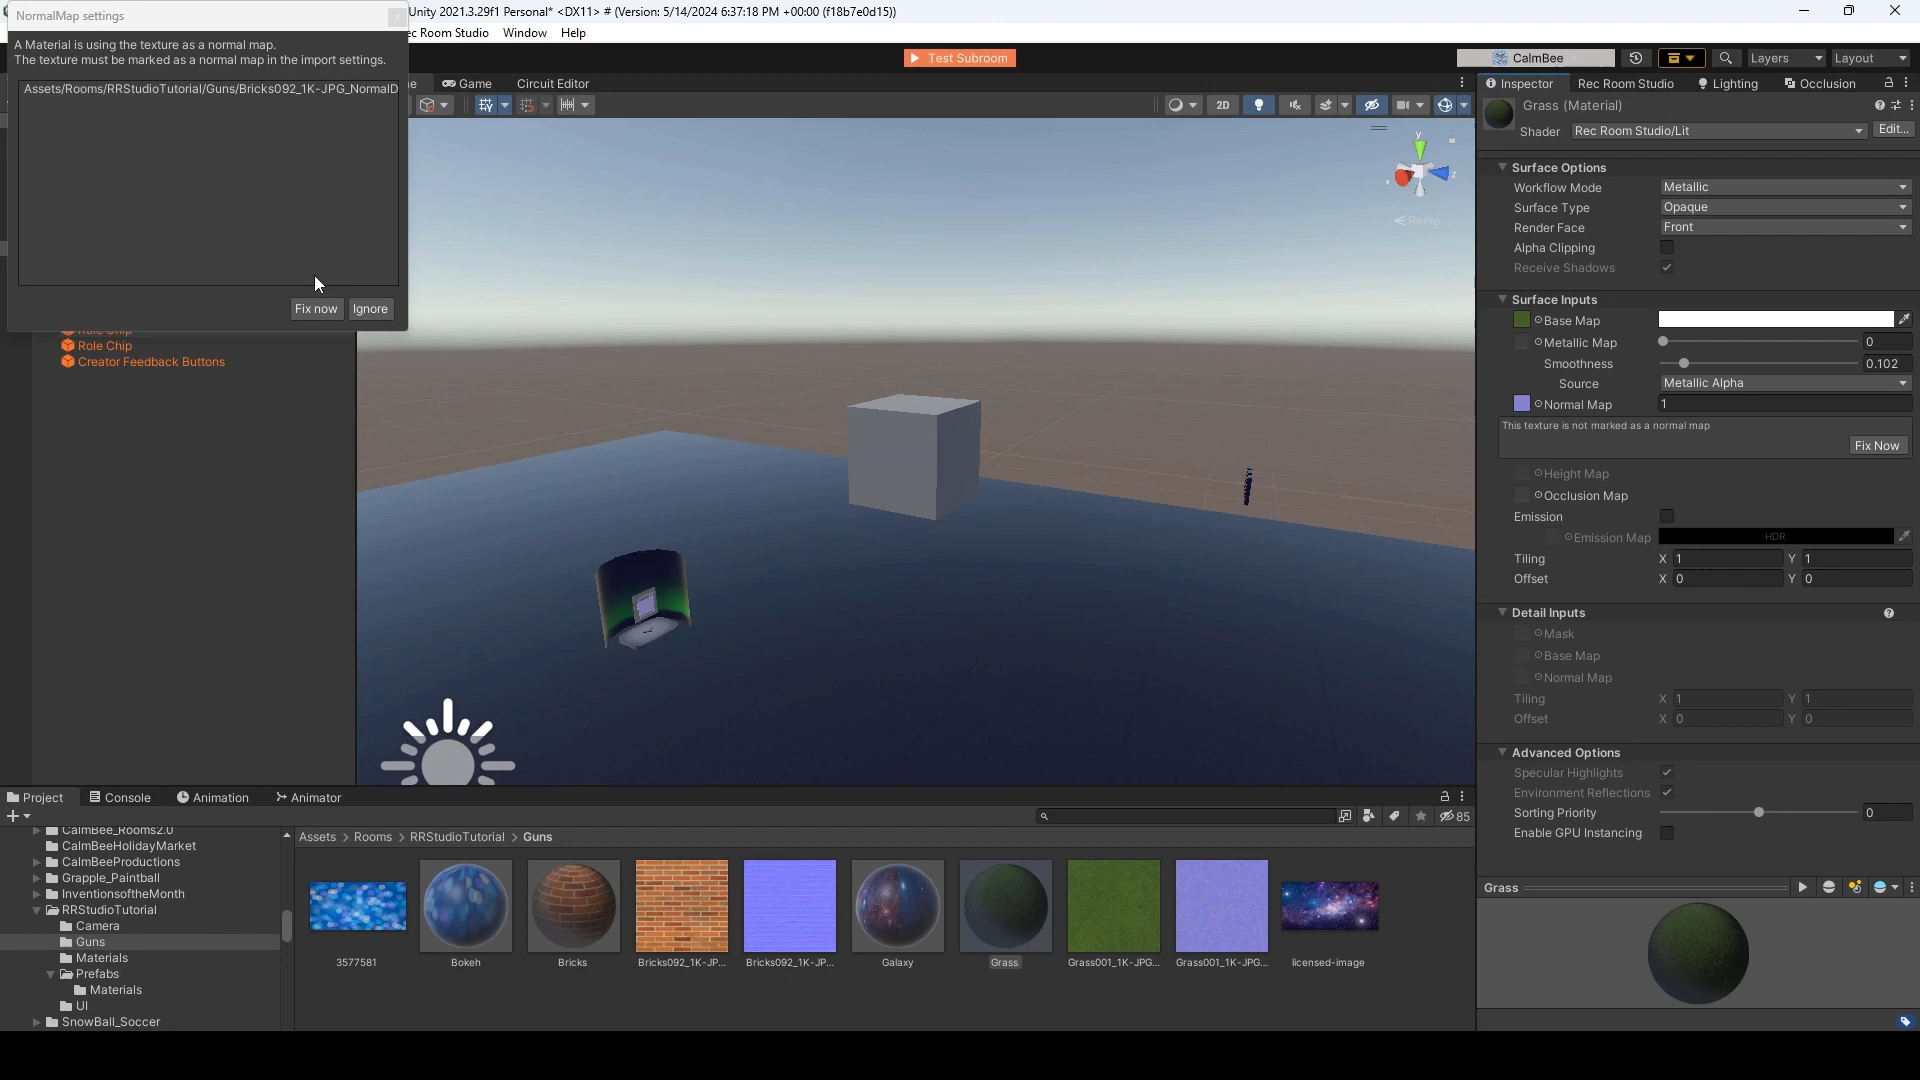 NormalMap settings
Unity 2021.3.29f1 Personal* <DX11> # (Version: 5/14/2024 6:37:18 PM +00:00 (f18b7e0d15))
ec Room Studio Window Help
A Material is using the texture as a normal map.
The texture must be marked as a normal map in the import settings.
Assets/Rooms/RRStudioTutorial/Guns/Bricks092_1K-JPG_NormalD
Fix now Ignore
Test Subroom
CalmBee
Layers
Layout
Game
Circuit Editor
2D
y
x
z
Persp
Role Chip
Role Chip
Creator Feedback Buttons
Inspector
Rec Room Studio
Lighting
Occlusion
Grass (Material)
Shader Rec Room Studio/Lit Edit...
Surface Options
Workflow Mode Metallic
Surface Type Opaque
Render Face Front
Alpha Clipping
Receive Shadows
Surface Inputs
Base Map
Metallic Map 0
Smoothness 0.102
Source Metallic Alpha
Normal Map 1
This texture is not marked as a normal map
Fix Now
Height Map
Occlusion Map
Emission
Emission Map HDR
Tiling X 1 Y 1
Offset X 0 Y 0
Detail Inputs
Mask
Base Map
Normal Map
Tiling X 1 Y 1
Offset X 0 Y 0
Advanced Options
Specular Highlights
Environment Reflections
Sorting Priority 0
Enable GPU Instancing
Grass
Project
Console
Animation
Animator
85
CalmBee_Rooms2.0
CalmBeeHolidayMarket
CalmBeeProductions
Grapple_Paintball
InventionsoftheMonth
RRStudioTutorial
Camera
Guns
Materials
Prefabs
Materials
UI
SnowBall_Soccer
Assets > Rooms > RRStudioTutorial > Guns
3577581
Bokeh
Bricks
Bricks092_1K-JP...
Bricks092_1K-JP...
Galaxy
Grass
Grass001_1K-JPG...
Grass001_1K-JPG...
licensed-image